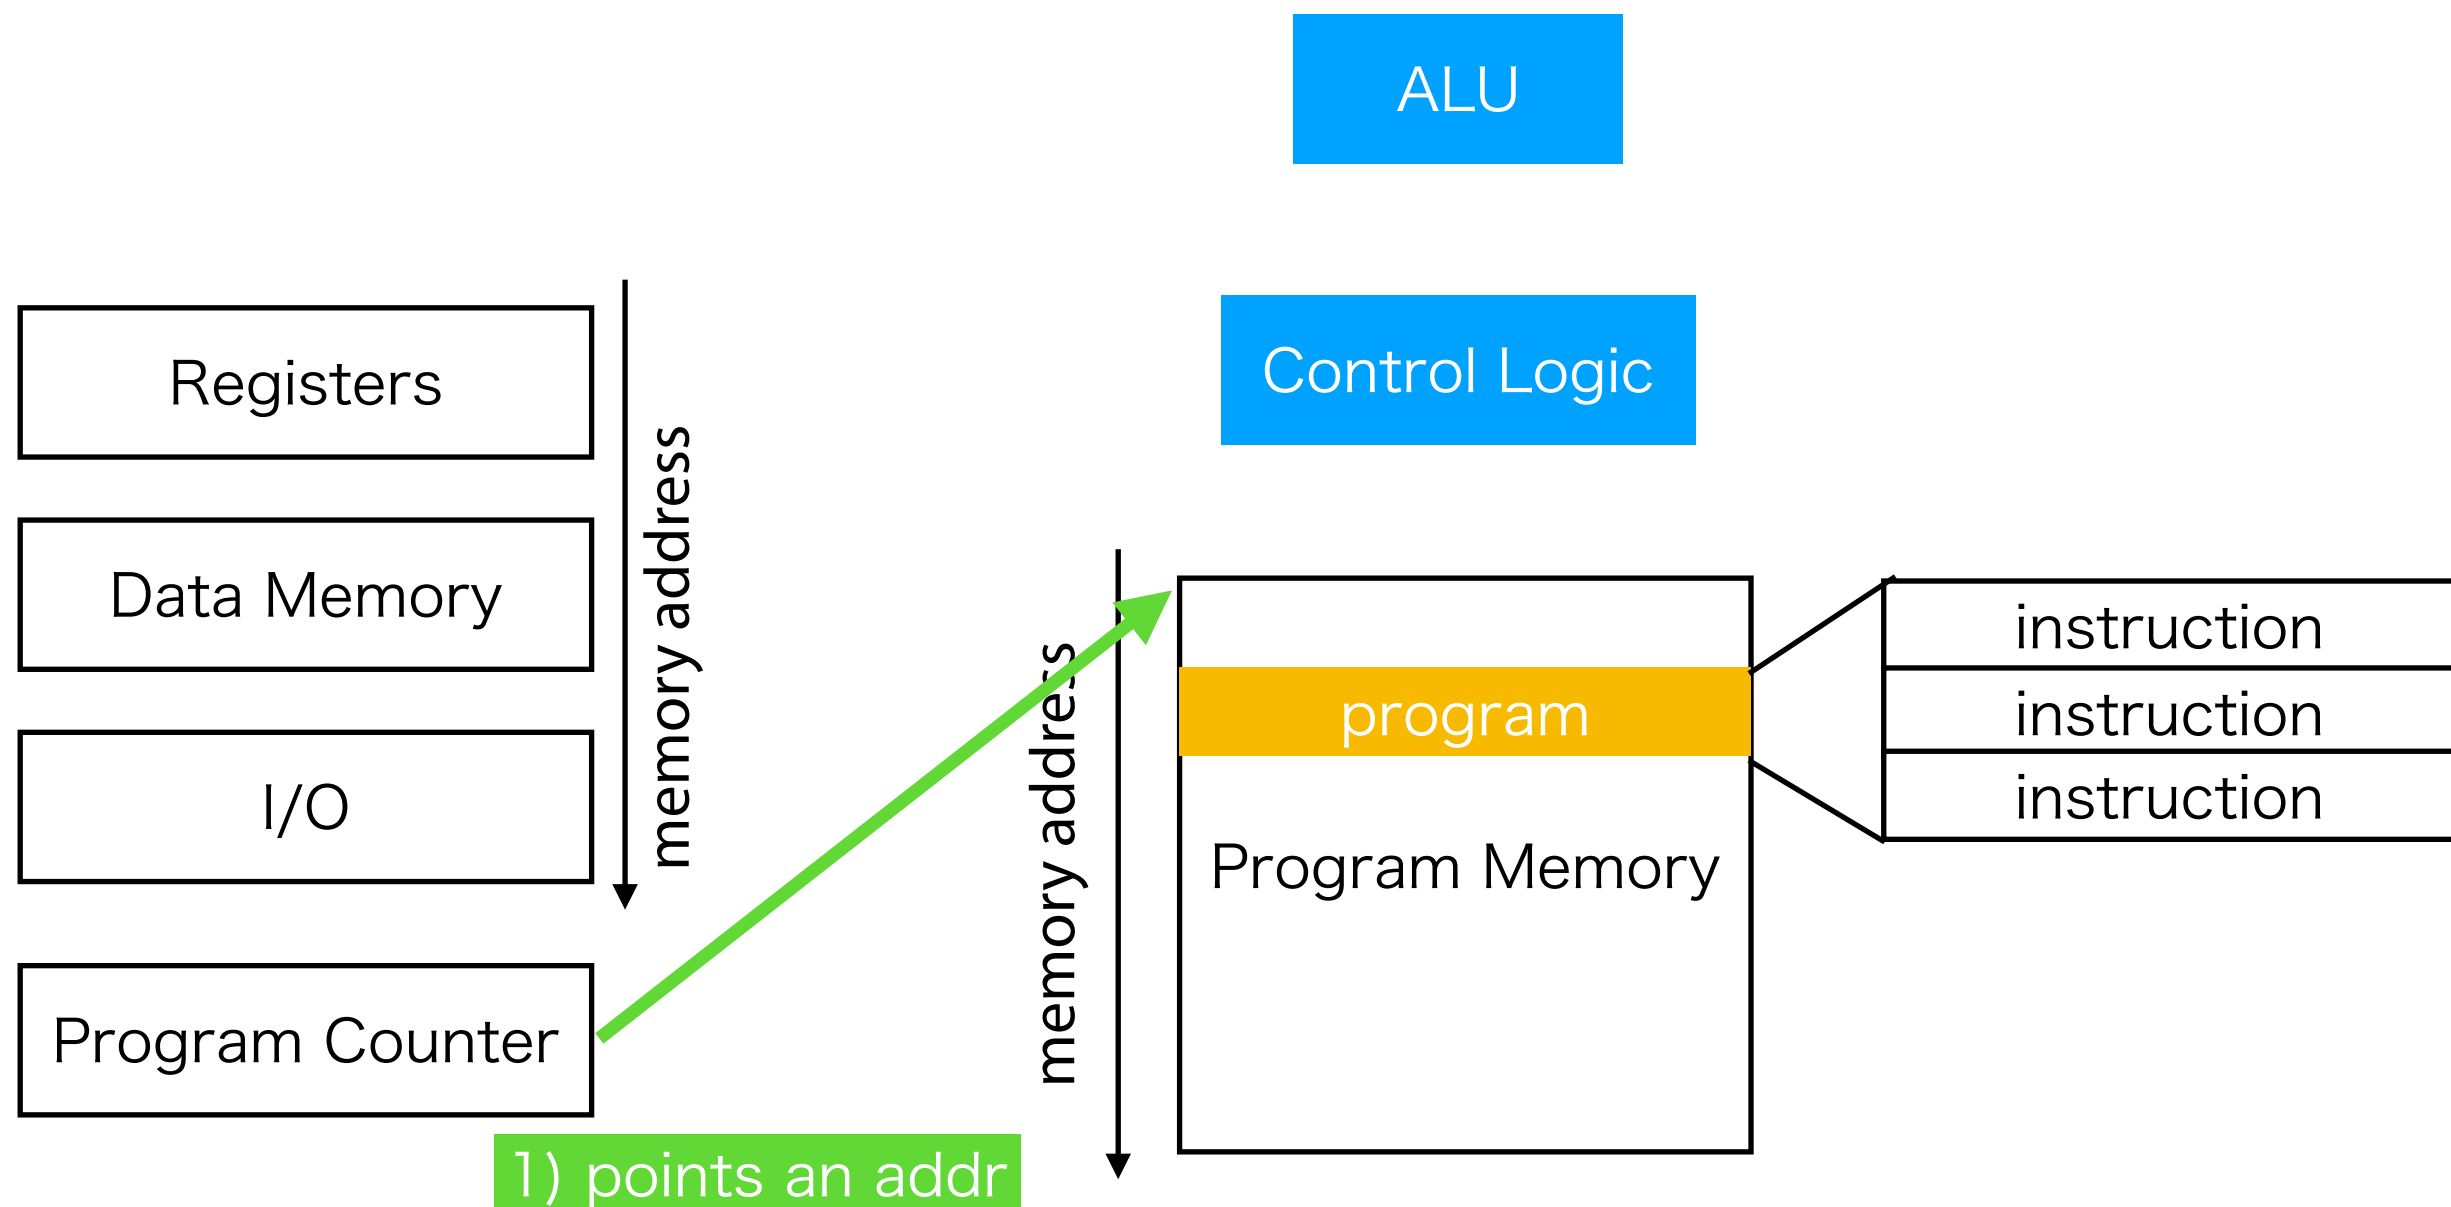 ALU
Control Logic
Registers
Data Memory
I/O
Program Counter
memory address
1) points an addr
memory address
program
Program Memory
instruction
instruction
instruction